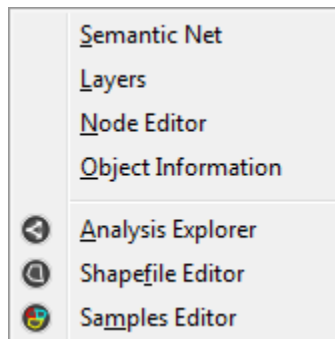 Semantic Net
Layers
Node Editor
Object Information
Analysis Explorer
Shapefile Editor
Samples Editor